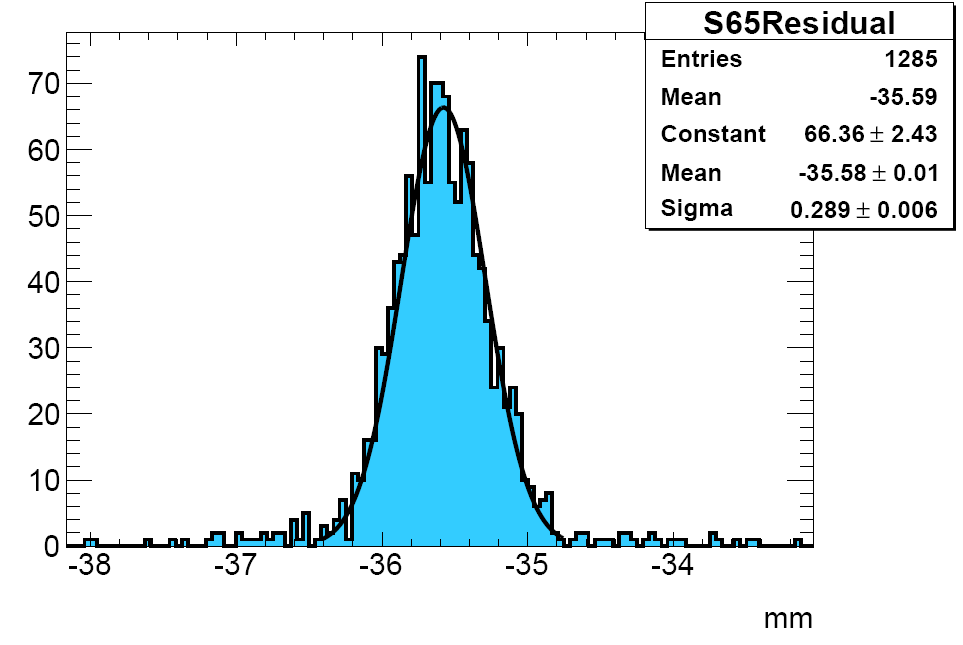 S65Residual
Entries 1285
Mean -35.59
Constant 66.36 ± 2.43
Mean -35.58 ± 0.01
Sigma 0.289 ± 0.006
70
60
50
40
30
20
10
0
-38 -37 -36 -35 -34
mm